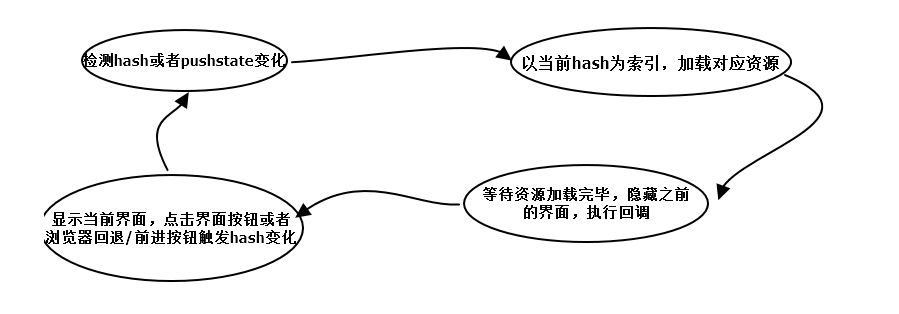 检测hash或者pushstate变化
以当前hash为索引，加载对应资源
等待资源加载完毕，隐藏之前
的界面，执行回调
显示当前界面，点击界面按钮或者
浏览器回退/前进按钮触发hash变化